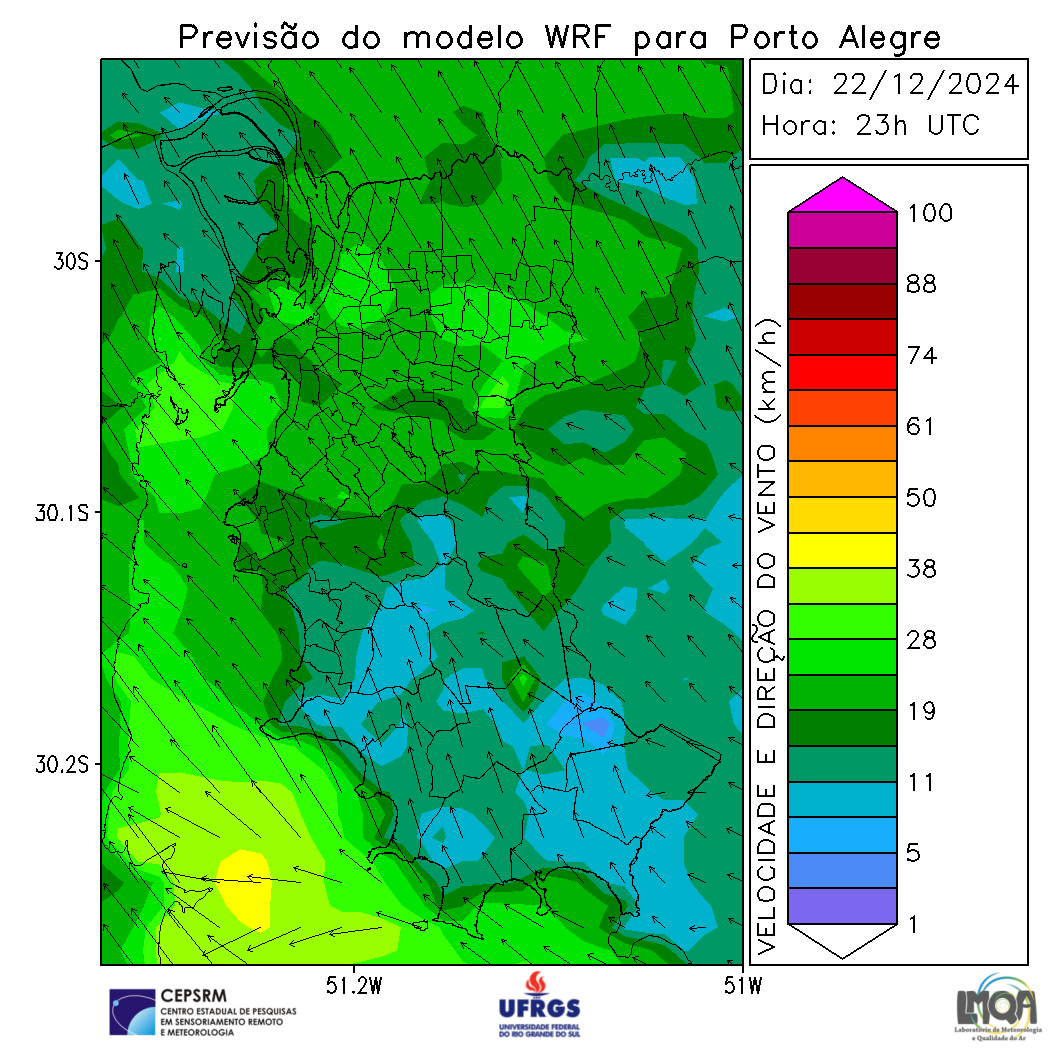 Previsão do modelo WRF para Porto Alegre
Dia: 22/12/2024
Hora: 23h UTC
30S
30.1S
30.2S
51.2W
51W
VELOCIDADE E DIREÇÃO DO VENTO (km/h)
100
88
74
61
50
38
28
19
11
5
1
CEPSRM
CENTRO ESTADUAL DE PESQUISAS
EM SENSORIAMENTO REMOTO
E METEOROLOGIA
UFRGS
UNIVERSIDADE FEDERAL
DO RIO GRANDE DO SUL
LMQA
Laboratório de Meteorologia
e Qualidade do Ar